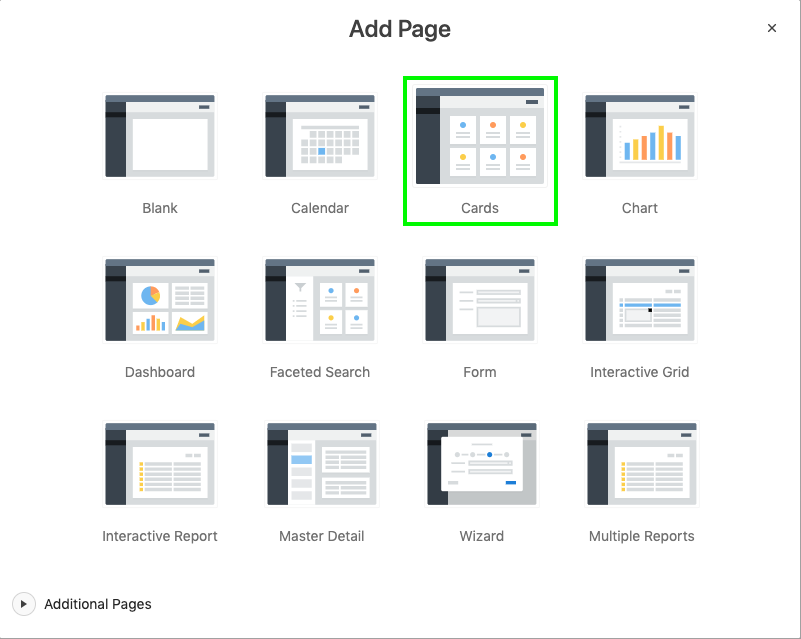 Add Page
Blank
Calendar
Cards
Chart
Dashboard
Faceted Search
Form
Interactive Grid
Interactive Report
Master Detail
Wizard
Multiple Reports
Additional Pages